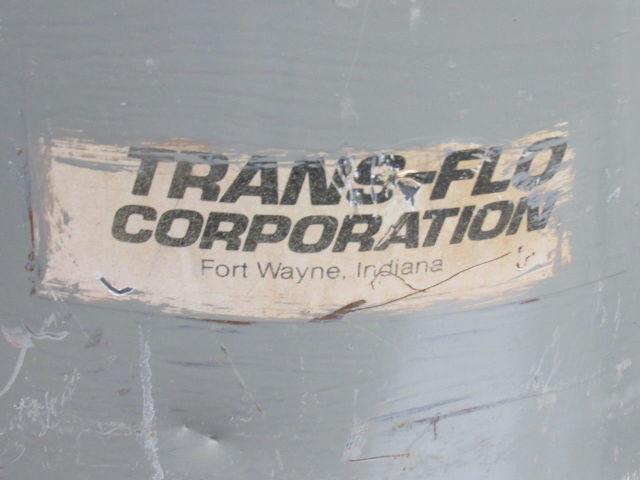 TRANS-FLO
CORPORATION
Fort Wayne, Indiana